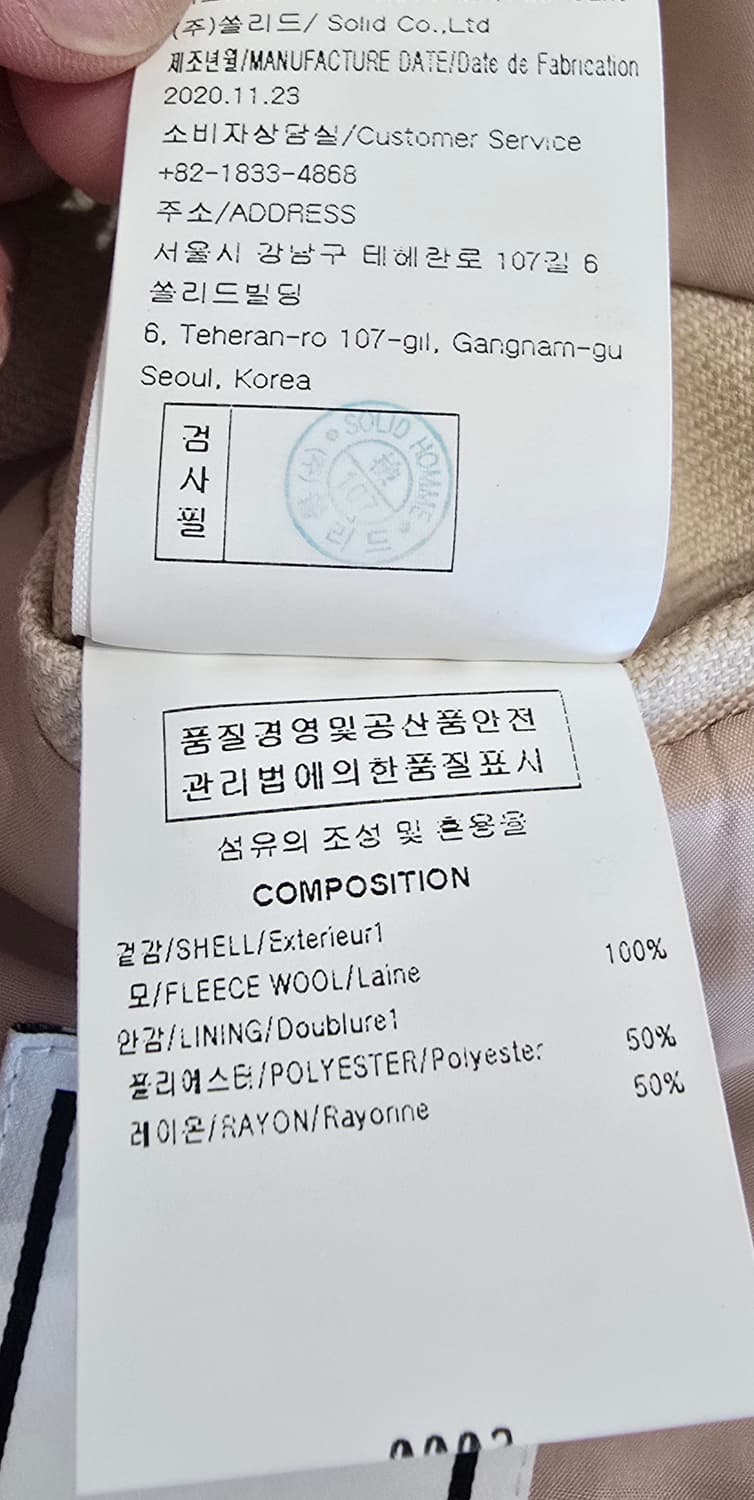 (주)쏠리드/ Solid Co.,Ltd
제조년월/MANUFACTURE DATE/Date de Fabrication
2020.11.23
소비자상담실/Customer Service
+82-1833-4868
주소/ADDRESS
서울시 강남구 테헤란로 107길 6
쏠리드빌딩
6, Teheran-ro 107-gil, Gangnam-gu
Seoul, Korea
검사필
SOLID HOMME
(주)쏠리드
檢
107
품질경영및공산품안전
관리법에의한품질표시
섬유의 조성 및 혼용율
COMPOSITION
겉감/SHELL/Exterieur1
모/FLEECE WOOL/Laine 100%
안감/LINING/Doublure1
폴리에스터/POLYESTER/Polyester 50%
레이온/RAYON/Rayonne 50%